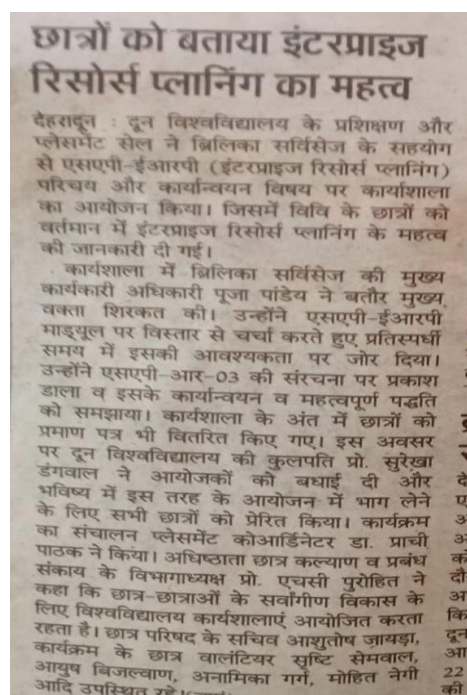 छात्रों को बताया इंटरप्राइज
रिसोर्स प्लानिंग का महत्व
देहरादून : दून विश्वविद्यालय के प्रशिक्षण और
प्लेसमेंट सेल ने ब्रिलिका सर्विसेज के सहयोग
से एसएपी-ईआरपी (इंटरप्राइज रिसोर्स प्लानिंग)
परिचय और कार्यान्वयन विषय पर कार्यशाला
का आयोजन किया। जिसमें विवि के छात्रों को
वर्तमान में इंटरप्राइज रिसोर्स प्लानिंग के महत्व
की जानकारी दी गई।
कार्यशाला में ब्रिलिका सर्विसेज की मुख्य
कार्यकारी अधिकारी पूजा पांडेय ने बतौर मुख्य
वक्ता शिरकत की। उन्होंने एसएपी-ईआरपी
माड्यूल पर विस्तार से चर्चा करते हुए प्रतिस्पर्धी
समय में इसकी आवश्यकता पर जोर दिया।
उन्होंने एसएपी-आर-03 की संरचना पर प्रकाश
डाला व इसके कार्यान्वयन व महत्वपूर्ण पद्धति
को समझाया। कार्यशाला के अंत में छात्रों को
प्रमाण पत्र भी वितरित किए गए। इस अवसर
पर दून विश्वविद्यालय की कुलपति प्रो. सुरेखा
डंगवाल ने आयोजकों को बधाई दी और
भविष्य में इस तरह के आयोजन में भाग लेने
के लिए सभी छात्रों को प्रेरित किया। कार्यक्रम
का संचालन प्लेसमेंट कोआर्डिनेटर डा. प्राची
पाठक ने किया। अधिष्ठाता छात्र कल्याण व प्रबंध
संकाय के विभागाध्यक्ष प्रो. एचसी पुरोहित ने
कहा कि छात्र-छात्राओं के सर्वांगीण विकास के
लिए विश्वविद्यालय कार्यशालाएं आयोजित करता
रहता है। छात्र परिषद के सचिव आशुतोष जायड़ा,
कार्यक्रम के छात्र वालंटियर सृष्टि सेमवाल,
आयुष बिजल्वाण, अनामिका गर्ग, मोहित नेगी
आदि उपस्थित रहे।